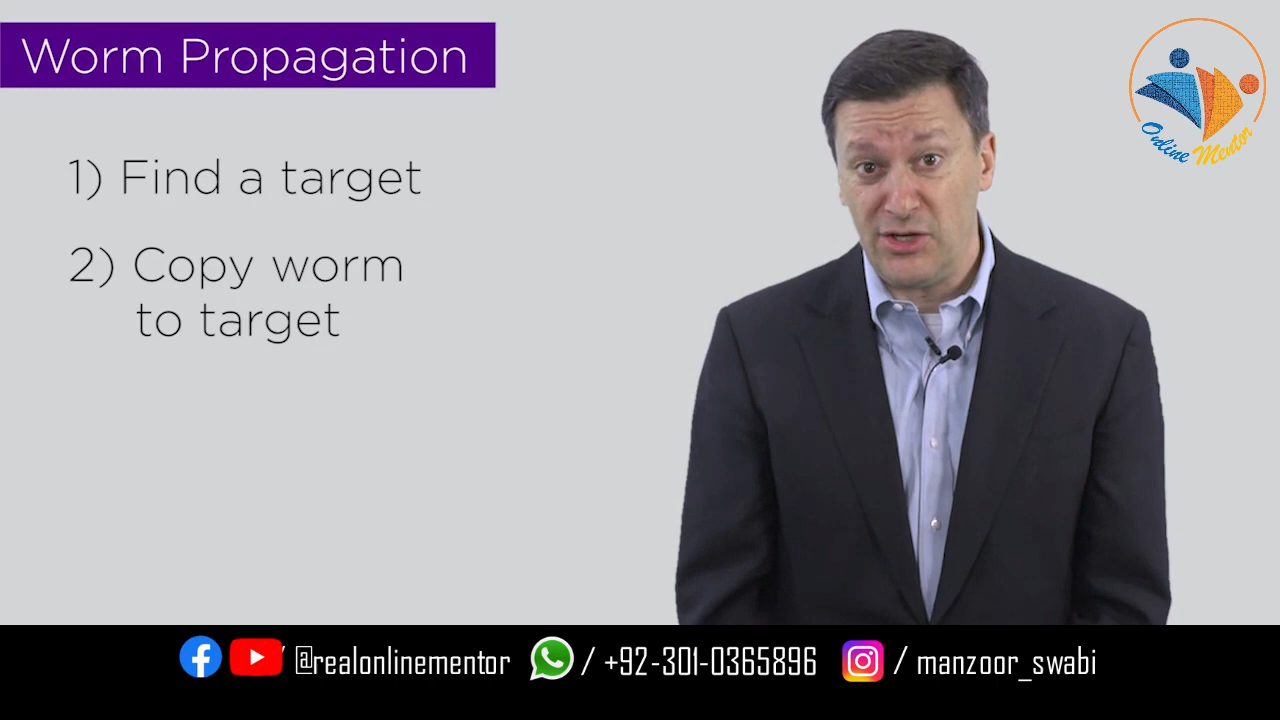 Worm Propagation
1) Find a target
2) Copy worm
to target
Online Mentor
/ @realonlinementor / +92-301-0365896 / manzoor_swabi